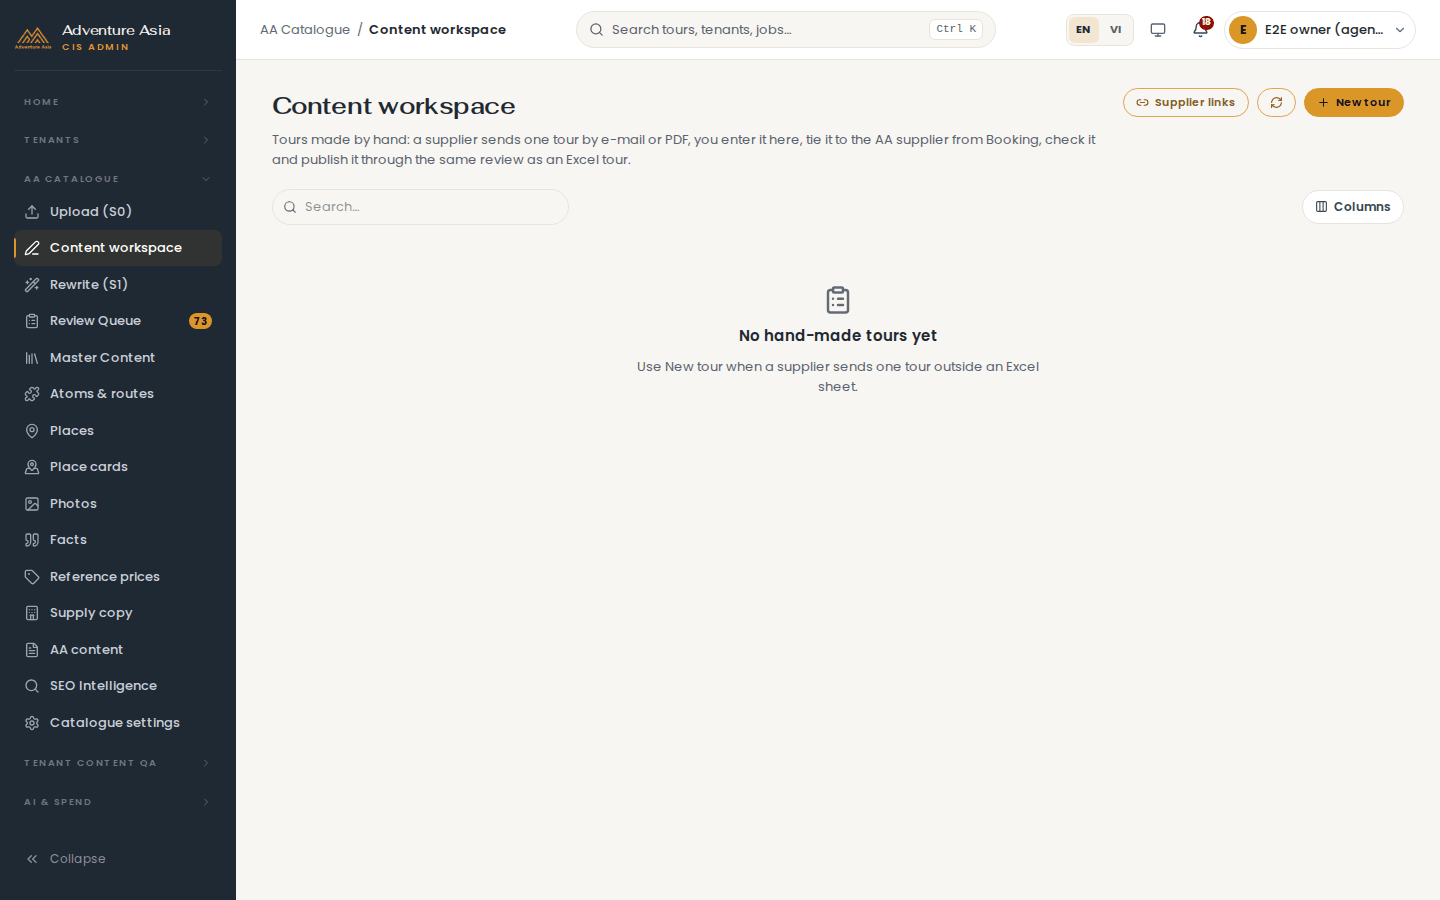 Adventure Asia
Adventure Asia
CIS ADMIN
HOME
TENANTS
AA CATALOGUE
Upload (S0)
Content workspace
Rewrite (S1)
Review Queue
73
Master Content
Atoms & routes
Places
Place cards
Photos
Facts
Reference prices
Supply copy
AA content
SEO Intelligence
Catalogue settings
TENANT CONTENT QA
AI & SPEND
Collapse
AA Catalogue / Content workspace
Search tours, tenants, jobs...
Ctrl K
EN
VI
18
E
E2E owner (agen...
Content workspace
Supplier links
New tour
Tours made by hand: a supplier sends one tour by e-mail or PDF, you enter it here, tie it to the AA supplier from Booking, check it
and publish it through the same review as an Excel tour.
Search...
Columns
No hand-made tours yet
Use New tour when a supplier sends one tour outside an Excel
sheet.